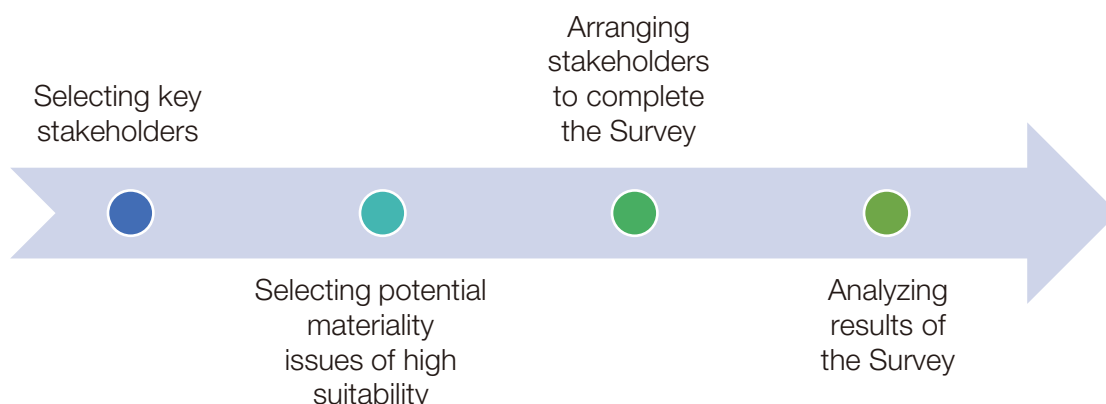 Selecting key
stakeholders
Selecting potential
materiality
issues of high
suitability
Arranging
stakeholders
to complete
the Survey
Analyzing
results of
the Survey